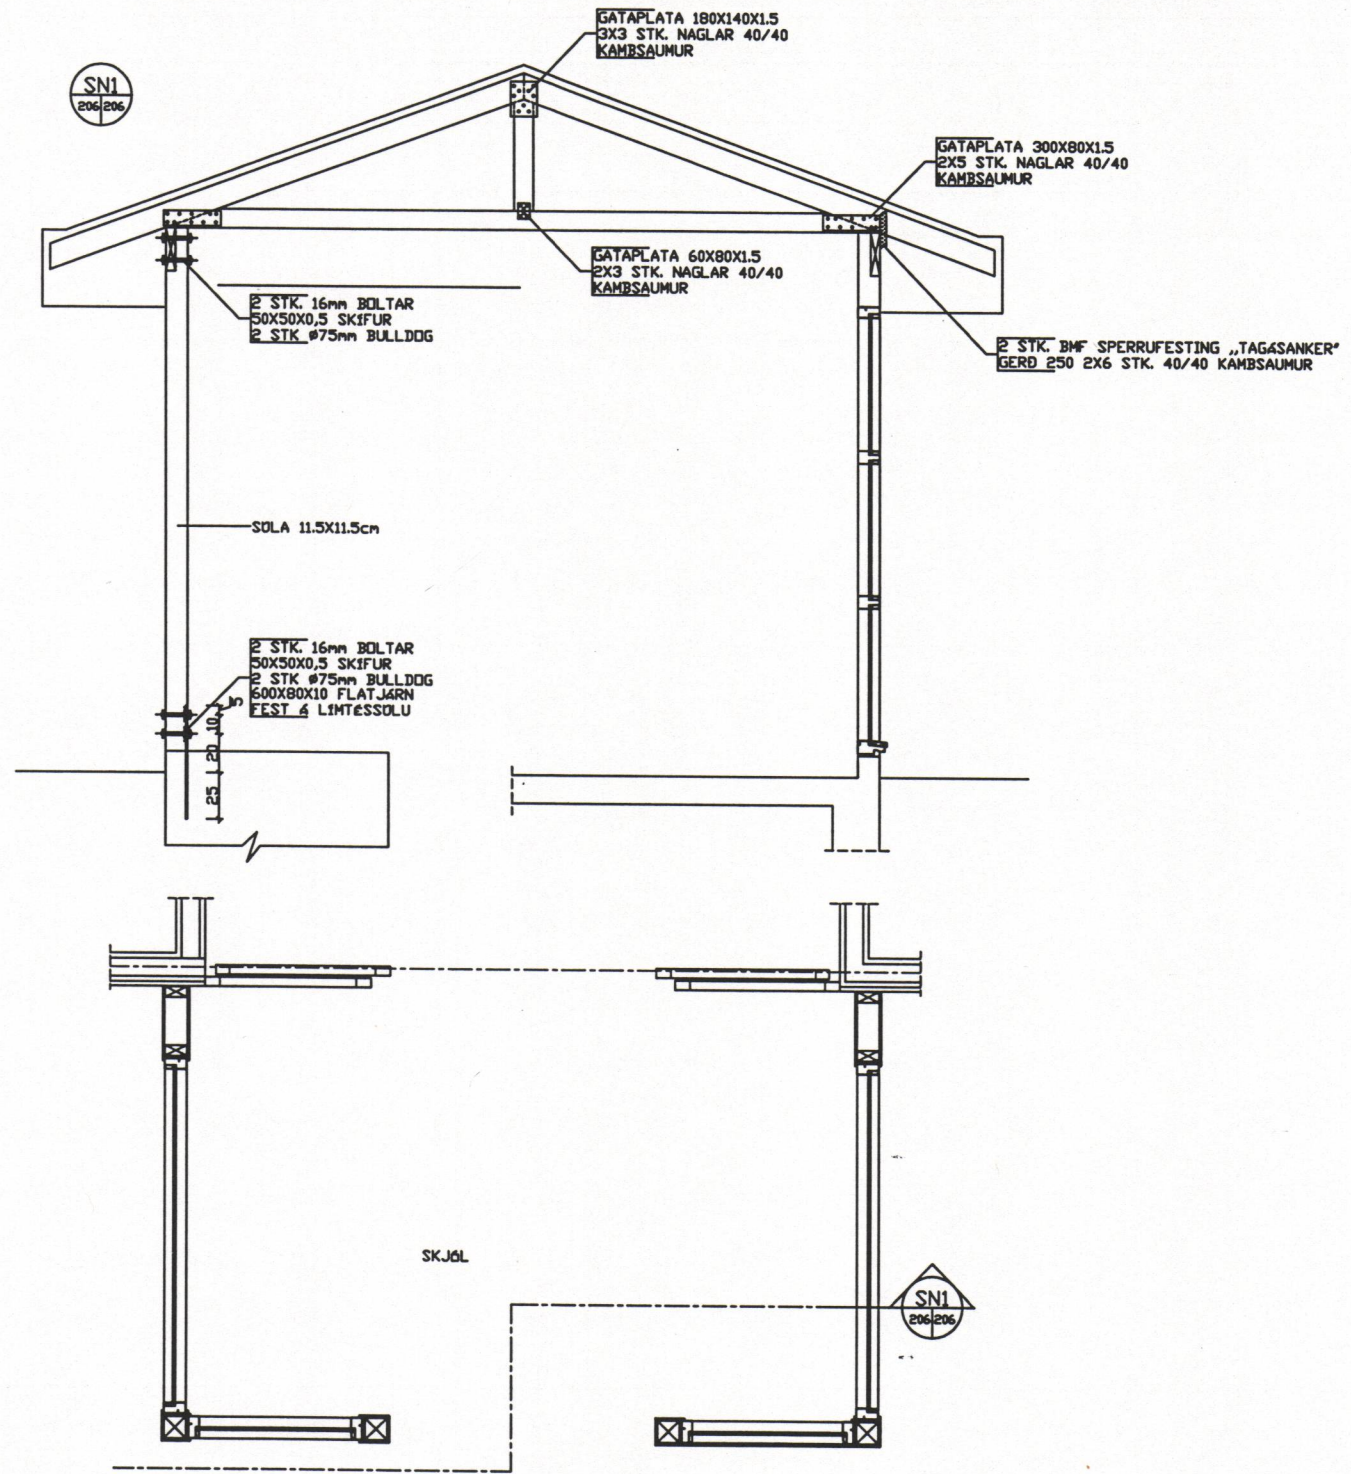 GATAPLATA 180X140X1.5
3X3 STK. NAGLAR 40/40
KAMBSAUMUR
SN1
206 206
GATAPLATA 300X80X1.5
2X5 STK. NAGLAR 40/40
KAMBSAUMUR
GATAPLATA 60X80X1.5
2X3 STK. NAGLAR 40/40
KAMBSAUMUR
2 STK. 16mm BOLTAR
50X50X0,5 SKÍFUR
2 STK ø75mm BULLDOG
2 STK. BMF SPERRUFESTING „TAGÁSANKER"
GERÐ 250 2X6 STK. 40/40 KAMBSAUMUR
SÚLA 11.5X11.5cm
2 STK. 16mm BOLTAR
50X50X0,5 SKÍFUR
2 STK ø75mm BULLDOG
600X80X10 FLATJÁRN
FEST Á LÍMTÉSSÚLU
5
10
20
25
SKJÓL
SN1
206 206